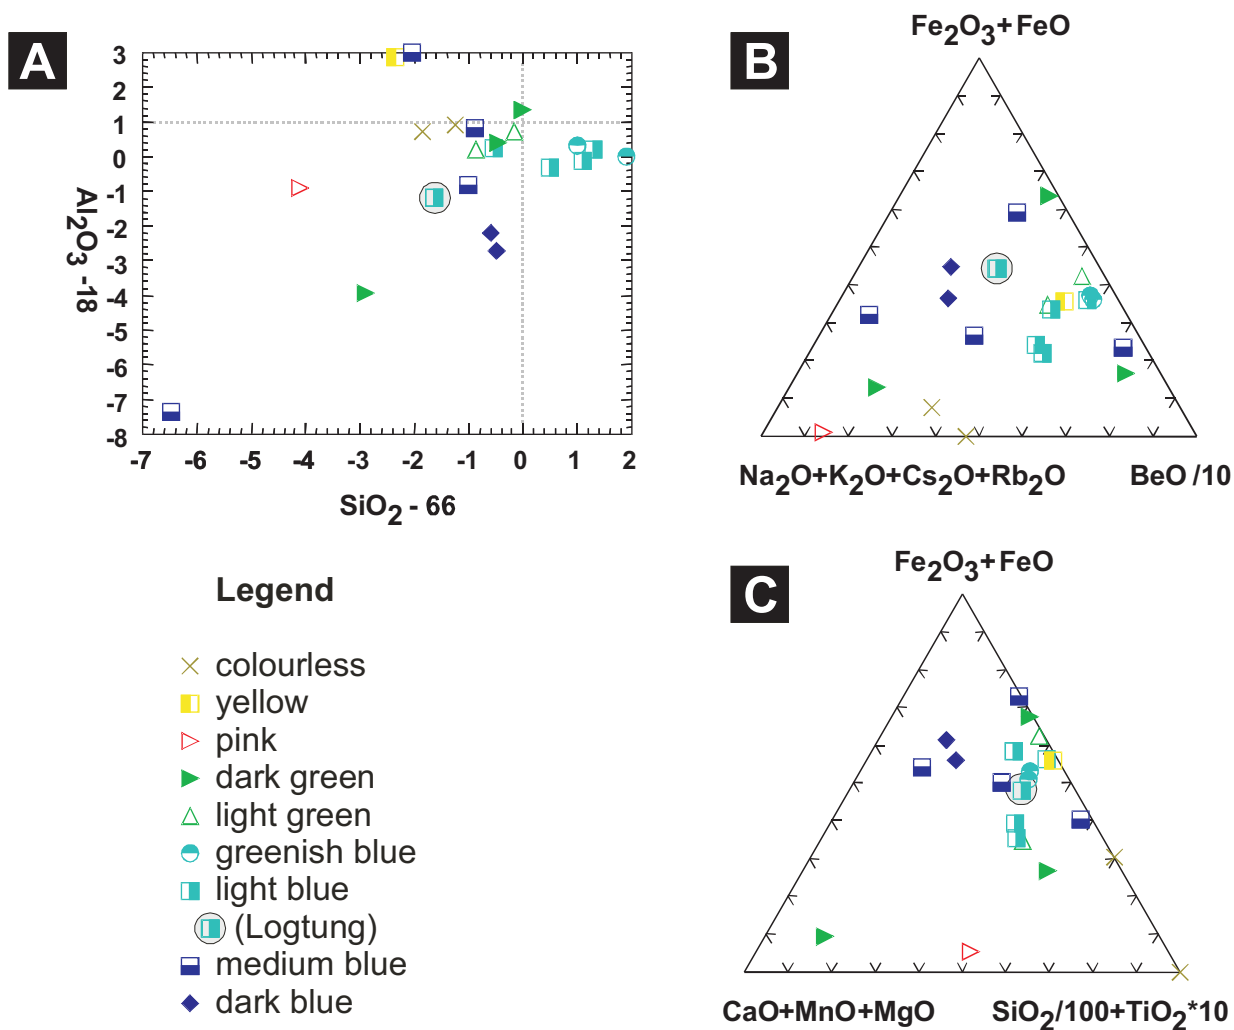 A
3
2
1
0
-1
-2
-3
-4
-5
-6
-7
-8
Al₂O₃ -18
-7 -6 -5 -4 -3 -2 -1 0 1 2
SiO₂ - 66
B
Fe₂O₃+FeO
Na₂O+K₂O+Cs₂O+Rb₂O BeO /10
C
Fe₂O₃+FeO
CaO+MnO+MgO SiO₂/100+TiO₂*10
Legend
colourless
yellow
pink
dark green
light green
greenish blue
light blue
(Logtung)
medium blue
dark blue